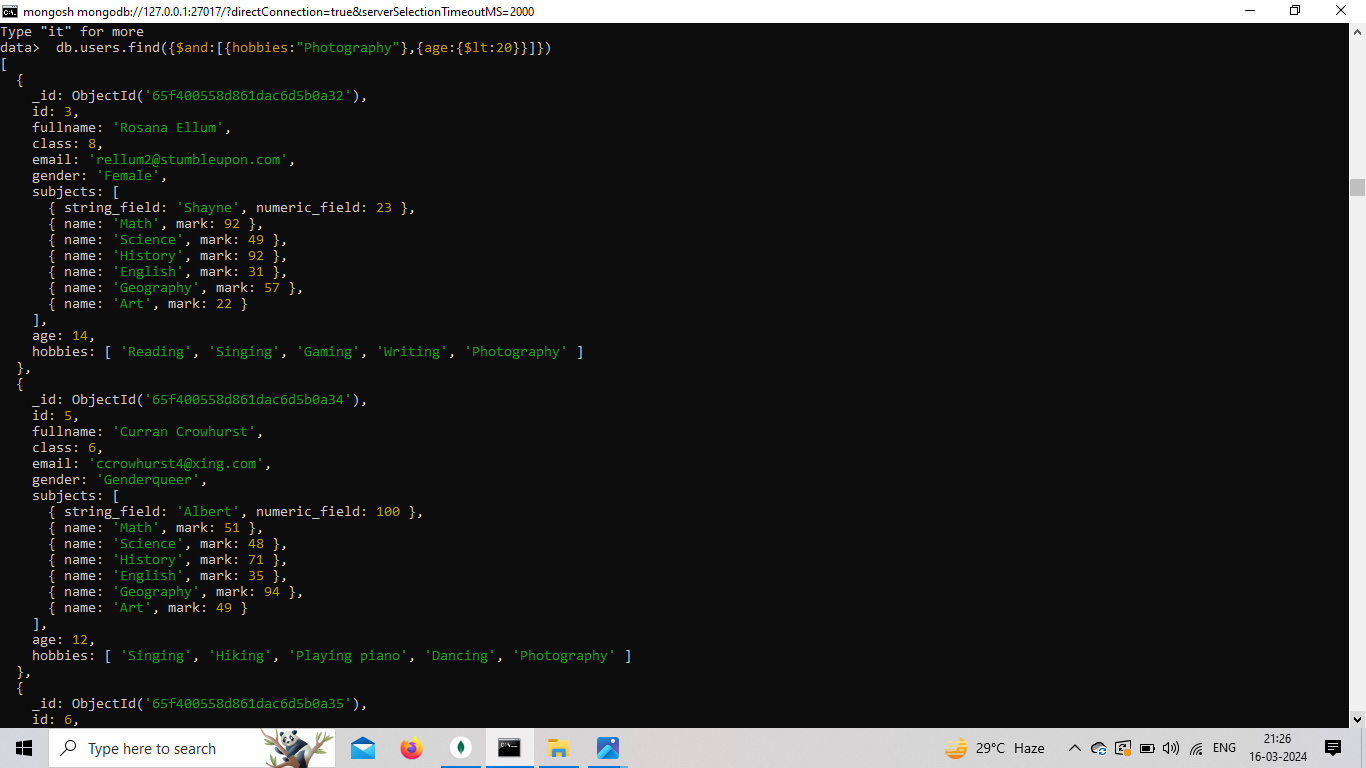 mongosh mongodb://127.0.0.1:27017/?directConnection=true&serverSelectionTimeoutMS=2000
Type "it" for more
data>  db.users.find({$and:[{hobbies:"Photography"},{age:{$lt:20}}]})
[
  {
    _id: ObjectId('65f400558d861dac6d5b0a32'),
    id: 3,
    fullname: 'Rosana Ellum',
    class: 8,
    email: 'rellum2@stumbleupon.com',
    gender: 'Female',
    subjects: [
      { string_field: 'Shayne', numeric_field: 23 },
      { name: 'Math', mark: 92 },
      { name: 'Science', mark: 49 },
      { name: 'History', mark: 92 },
      { name: 'English', mark: 31 },
      { name: 'Geography', mark: 57 },
      { name: 'Art', mark: 22 }
    ],
    age: 14,
    hobbies: [ 'Reading', 'Singing', 'Gaming', 'Writing', 'Photography' ]
  },
  {
    _id: ObjectId('65f400558d861dac6d5b0a34'),
    id: 5,
    fullname: 'Curran Crowhurst',
    class: 6,
    email: 'ccrowhurst4@xing.com',
    gender: 'Genderqueer',
    subjects: [
      { string_field: 'Albert', numeric_field: 100 },
      { name: 'Math', mark: 51 },
      { name: 'Science', mark: 48 },
      { name: 'History', mark: 71 },
      { name: 'English', mark: 35 },
      { name: 'Geography', mark: 94 },
      { name: 'Art', mark: 49 }
    ],
    age: 12,
    hobbies: [ 'Singing', 'Hiking', 'Playing piano', 'Dancing', 'Photography' ]
  },
  {
    _id: ObjectId('65f400558d861dac6d5b0a35'),
    id: 6,
Type here to search
29°C Haze
ENG
21:26
16-03-2024